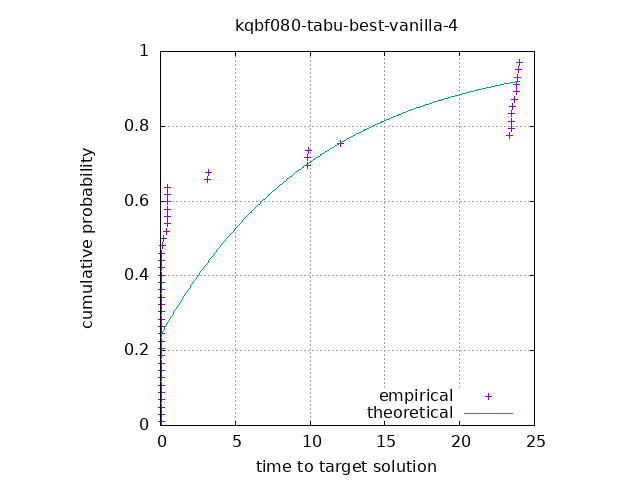 kqbf080-tabu-best-vanilla-4
1
0.8
0.6
0.4
0.2
0
cumulative probability
empirical
theoretical
0 5 10 15 20 25
time to target solution